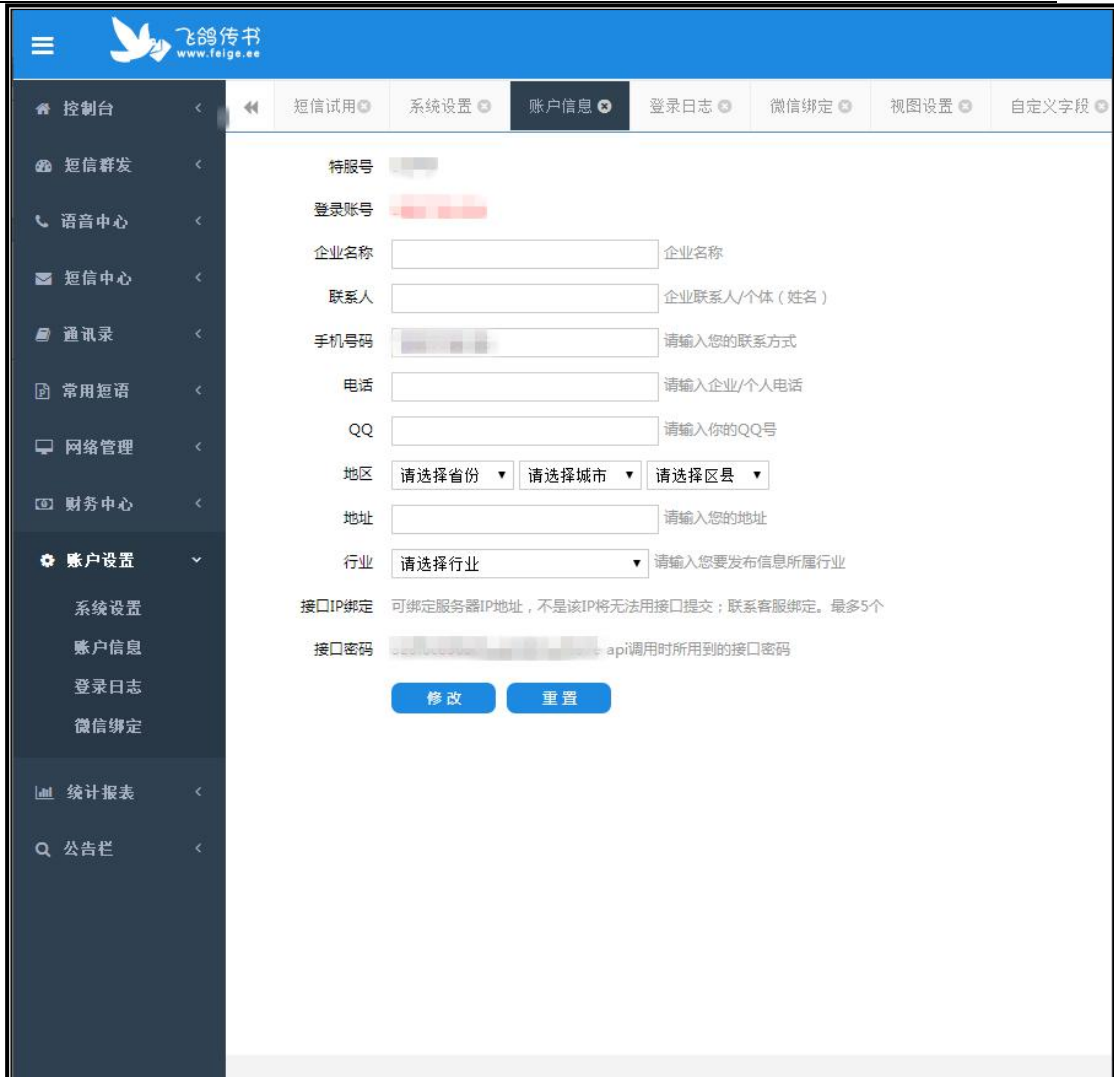 飞鸽传书
www.feige.ee
控制台
短信群发
语音中心
短信中心
通讯录
常用短语
网络管理
财务中心
账户设置
系统设置
账户信息
登录日志
微信绑定
统计报表
公告栏
短信试用 系统设置 账户信息 登录日志 微信绑定 视图设置 自定义字段
特服号
登录账号
企业名称 企业名称
联系人 企业联系人/个体（姓名）
手机号码 请输入您的联系方式
电话 请输入企业/个人电话
QQ 请输入你的QQ号
地区 请选择省份 请选择城市 请选择区县
地址 请输入您的地址
行业 请选择行业 请输入您要发布信息所属行业
接口IP绑定 可绑定服务器IP地址，不是该IP将无法用接口提交；联系客服绑定。最多5个
接口密码 api调用时所用到的接口密码
修改 重置